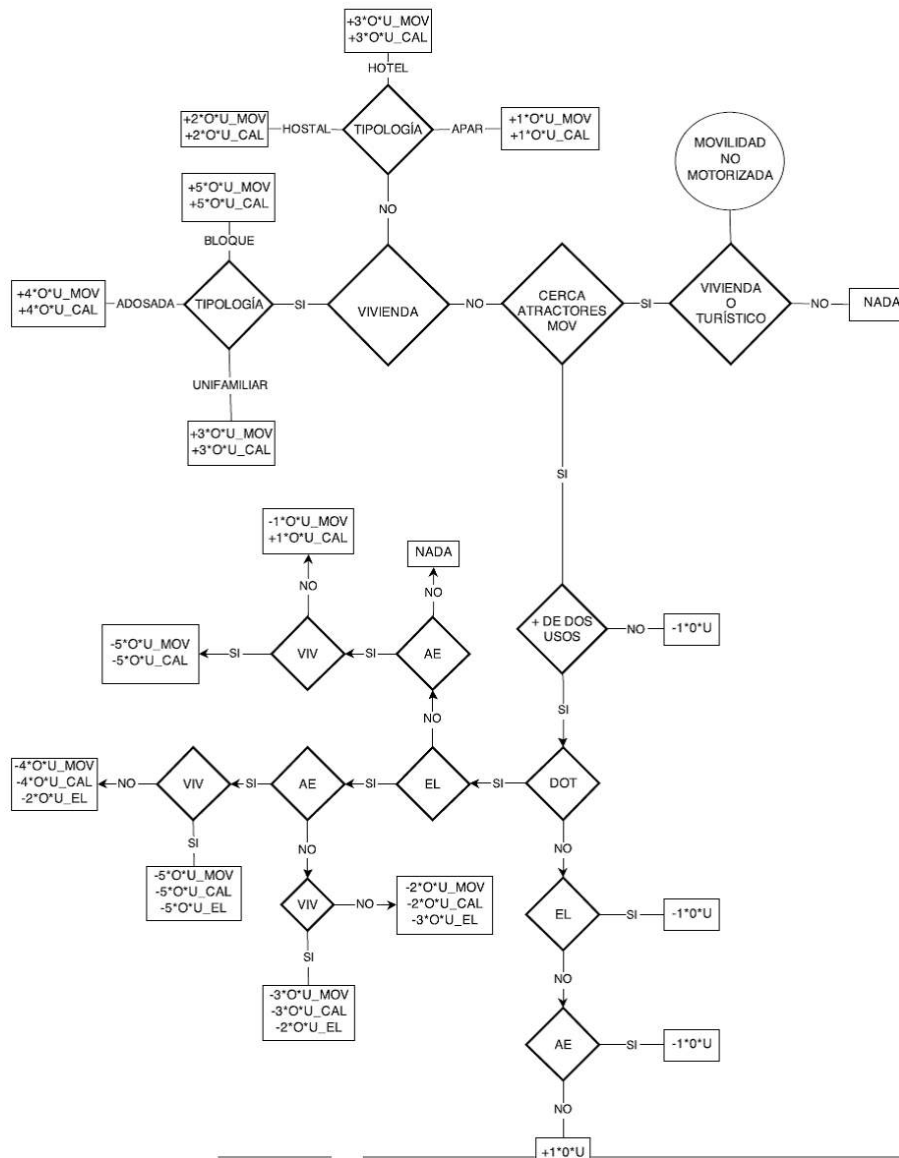 +3*O*U_MOV
+3*O*U_CAL
HOTEL
+2*O*U_MOV
+2*O*U_CAL
HOSTAL
TIPOLOGÍA
APAR
+1*O*U_MOV
+1*O*U_CAL
MOVILIDAD
NO
MOTORIZADA
NO
+5*O*U_MOV
+5*O*U_CAL
BLOQUE
+4*O*U_MOV
+4*O*U_CAL
ADOSADA
TIPOLOGÍA
SI
VIVIENDA
NO
CERCA
ATRACTORES
MOV
SI
VIVIENDA
O
TURÍSTICO
NO
NADA
UNIFAMILIAR
+3*O*U_MOV
+3*O*U_CAL
SI
-1*O*U_MOV
+1*O*U_CAL
NADA
NO
NO
-5*O*U_MOV
-5*O*U_CAL
SI
VIV
SI
AE
+ DE DOS
USOS
NO
-1*0*U
NO
SI
-4*O*U_MOV
-4*O*U_CAL
-2*O*U_EL
NO
VIV
SI
AE
SI
EL
SI
DOT
SI
NO
NO
-5*O*U_MOV
-5*O*U_CAL
-5*O*U_EL
VIV
NO
-2*O*U_MOV
-2*O*U_CAL
-3*O*U_EL
EL
SI
-1*0*U
SI
NO
-3*O*U_MOV
-3*O*U_CAL
-2*O*U_EL
AE
SI
-1*0*U
NO
+1*0*U